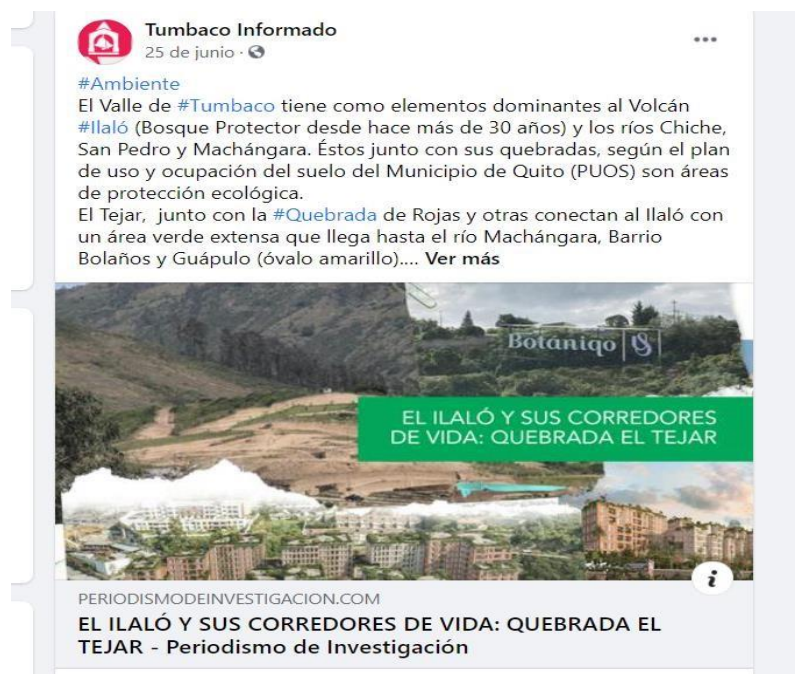 Tumbaco Informado
25 de junio ·
#Ambiente
El Valle de #Tumbaco tiene como elementos dominantes al Volcán
#Ilaló (Bosque Protector desde hace más de 30 años) y los ríos Chiche,
San Pedro y Machángara. Éstos junto con sus quebradas, según el plan
de uso y ocupación del suelo del Municipio de Quito (PUOS) son áreas
de protección ecológica.
El Tejar, junto con la #Quebrada de Rojas y otras conectan al Ilaló con
un área verde extensa que llega hasta el río Machángara, Barrio
Bolaños y Guápulo (óvalo amarillo).... Ver más
Botániqo
EL ILALÓ Y SUS CORREDORES
DE VIDA: QUEBRADA EL TEJAR
i
PERIODISMODEINVESTIGACION.COM
EL ILALÓ Y SUS CORREDORES DE VIDA: QUEBRADA EL
TEJAR - Periodismo de Investigación